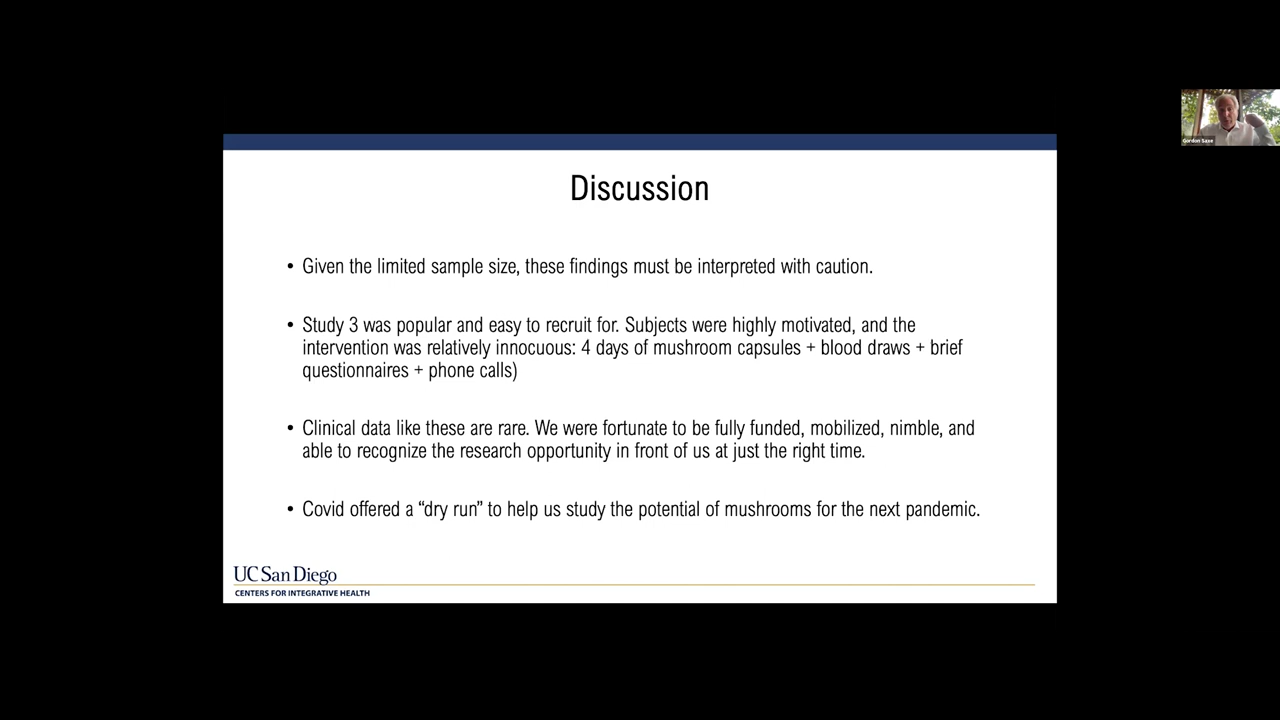 Discussion
• Given the limited sample size, these findings must be interpreted with caution.
• Study 3 was popular and easy to recruit for. Subjects were highly motivated, and the
intervention was relatively innocuous: 4 days of mushroom capsules + blood draws + brief
questionnaires + phone calls)
• Clinical data like these are rare. We were fortunate to be fully funded, mobilized, nimble, and
able to recognize the research opportunity in front of us at just the right time.
• Covid offered a “dry run” to help us study the potential of mushrooms for the next pandemic.
UC San Diego
CENTERS FOR INTEGRATIVE HEALTH
Gordon Saxe